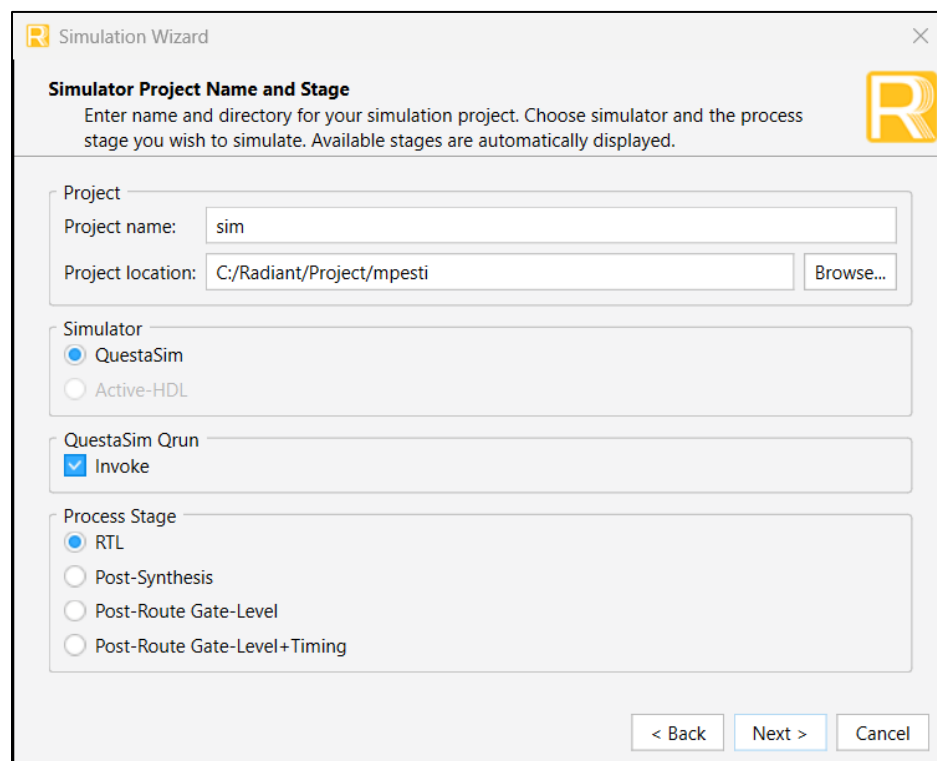 Simulation Wizard
Simulator Project Name and Stage
Enter name and directory for your simulation project. Choose simulator and the process
stage you wish to simulate. Available stages are automatically displayed.
Project
Project name: sim
Project location: C:/Radiant/Project/mpesti Browse...
Simulator
QuestaSim
Active-HDL
QuestaSim Qrun
Invoke
Process Stage
RTL
Post-Synthesis
Post-Route Gate-Level
Post-Route Gate-Level+Timing
< Back Next > Cancel